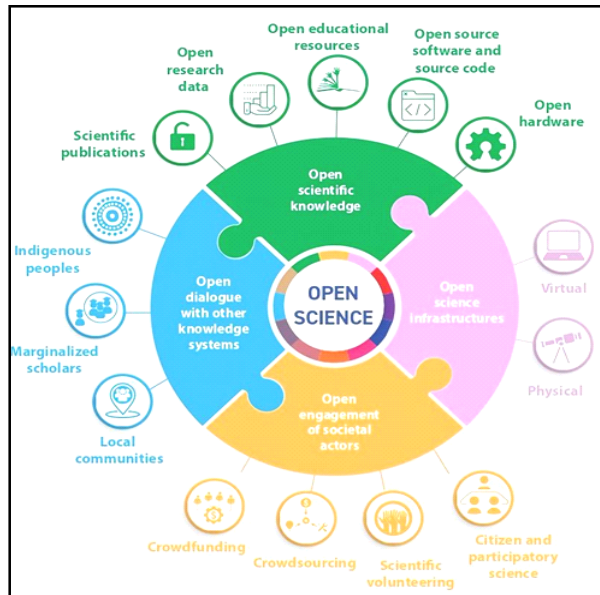 Open educational
resources
Open source
software and
source code
Open
research
data
Open
hardware
Scientific
publications
Open
scientific
knowledge
Indigenous
peoples
Open
dialogue
with other
knowledge
systems
OPEN
SCIENCE
Open
science
infrastructures
Virtual
Marginalized
scholars
Physical
Local
communities
Open
engagement
of societal
actors
Crowdfunding
Crowdsourcing
Scientific
volunteering
Citizen and
participatory
science